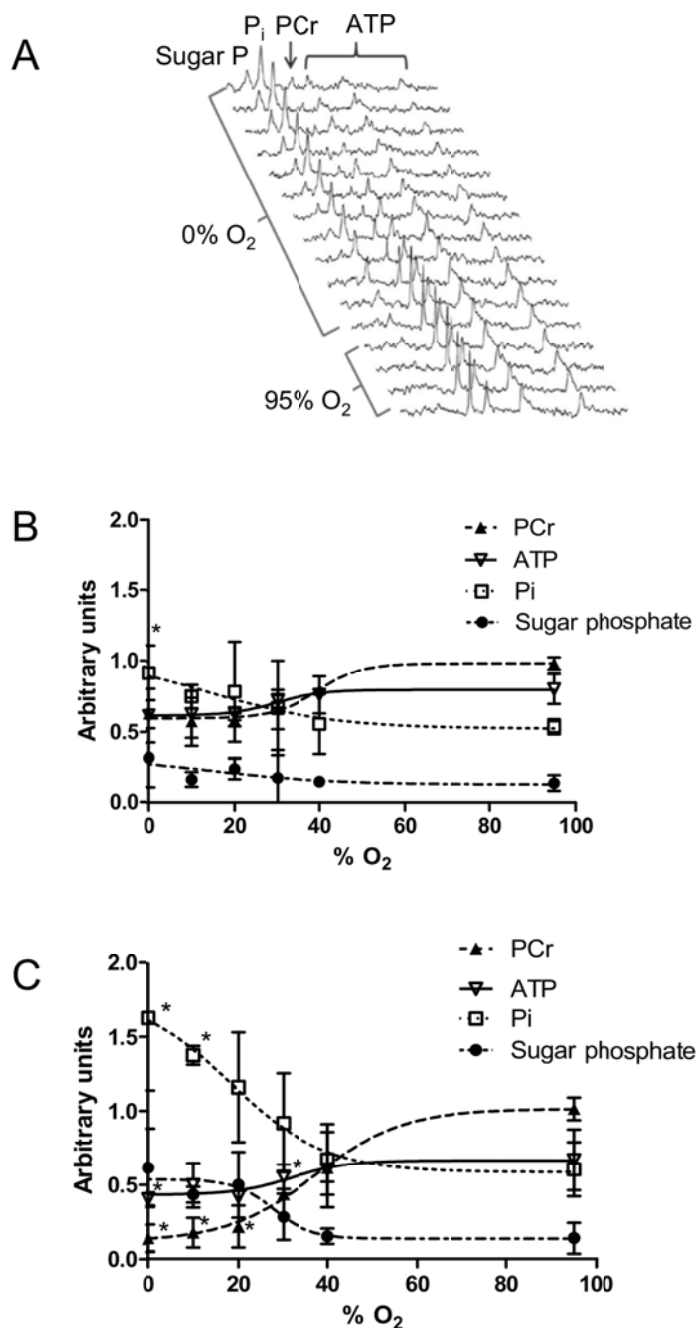 A
Pi PCr ATP
Sugar P
0% O2
95% O2
B
2.0
1.5
1.0
0.5
0.0
Arbitrary units
*
0 20 40 60 80 100
% O2
PCr
ATP
Pi
Sugar phosphate
C
2.0
1.5
1.0
0.5
0.0
Arbitrary units
* *
*
* * * *
0 20 40 60 80 100
% O2
PCr
ATP
Pi
Sugar phosphate